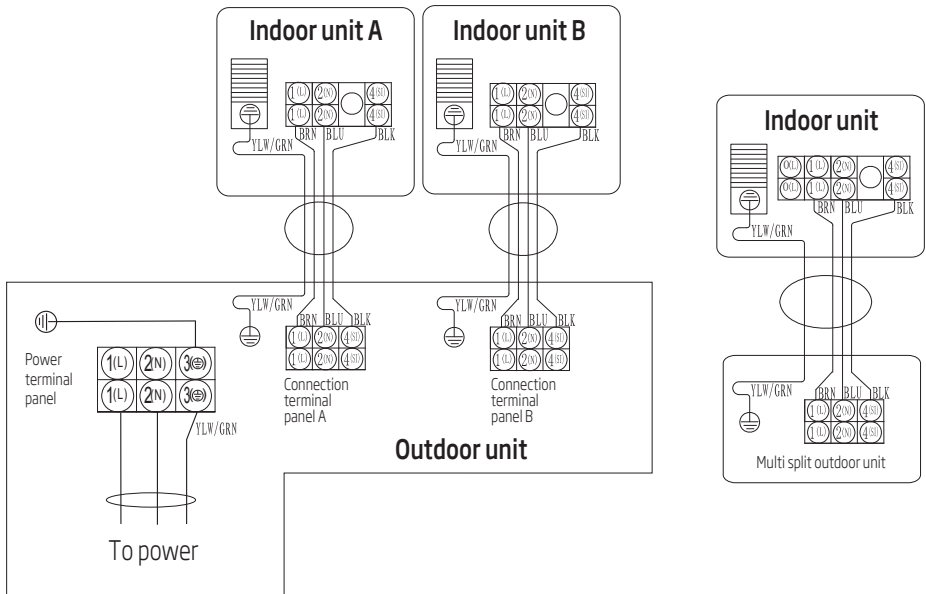 Indoor unit A
1(L) 2(N) 4(SI)
1(L) 2(N) 4(SI)
BRN BLU BLK
YLW/GRN
Indoor unit B
1(L) 2(N) 4(SI)
1(L) 2(N) 4(SI)
BRN BLU BLK
YLW/GRN
YLW/GRN
BRN BLU BLK
1(L) 2(N) 4(SI)
1(L) 2(N) 4(SI)
Connection
terminal
panel A
YLW/GRN
BRN BLU BLK
1(L) 2(N) 4(SI)
1(L) 2(N) 4(SI)
Connection
terminal
panel B
Power
terminal
panel
1(L) 2(N) 3(⏚)
1(L) 2(N) 3(⏚)
YLW/GRN
Outdoor unit
To power
Indoor unit
0(L) 1(L) 2(N) 4(SI)
0(L) 1(L) 2(N) 4(SI)
BRN BLU BLK
YLW/GRN
YLW/GRN
BRN BLU BLK
1(L) 2(N) 4(SI)
1(L) 2(N) 4(SI)
Multi split outdoor unit